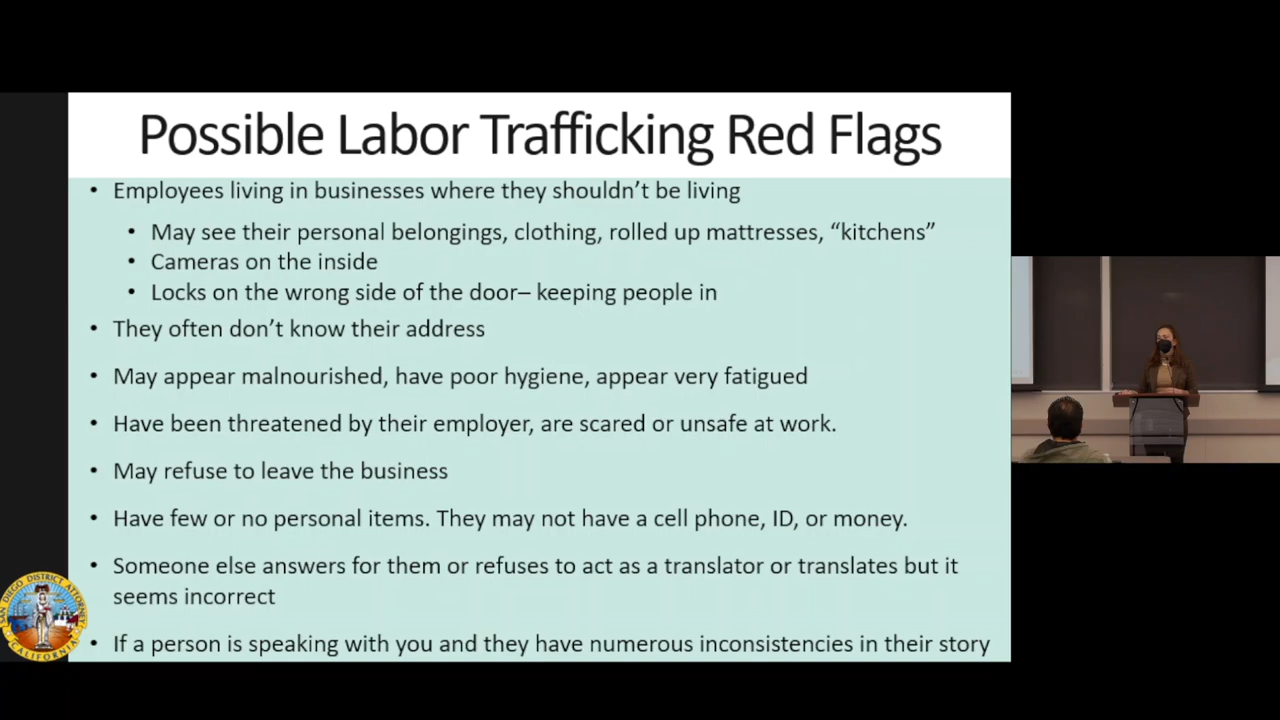 Possible Labor Trafficking Red Flags
• Employees living in businesses where they shouldn't be living
• May see their personal belongings, clothing, rolled up mattresses, “kitchens”
• Cameras on the inside
• Locks on the wrong side of the door– keeping people in
• They often don't know their address
• May appear malnourished, have poor hygiene, appear very fatigued
• Have been threatened by their employer, are scared or unsafe at work.
• May refuse to leave the business
• Have few or no personal items. They may not have a cell phone, ID, or money.
• Someone else answers for them or refuses to act as a translator or translates but it
seems incorrect
• If a person is speaking with you and they have numerous inconsistencies in their story
SAN DIEGO DISTRICT ATTORNEY
CALIFORNIA